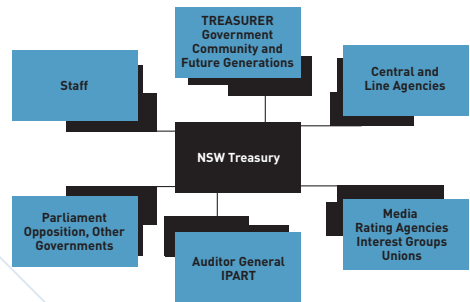 TREASURER
Government
Community and
Future Generations
Staff
Central and
Line Agencies
NSW Treasury
Parliament
Opposition, Other
Governments
Auditor General
IPART
Media
Rating Agencies
Interest Groups
Unions